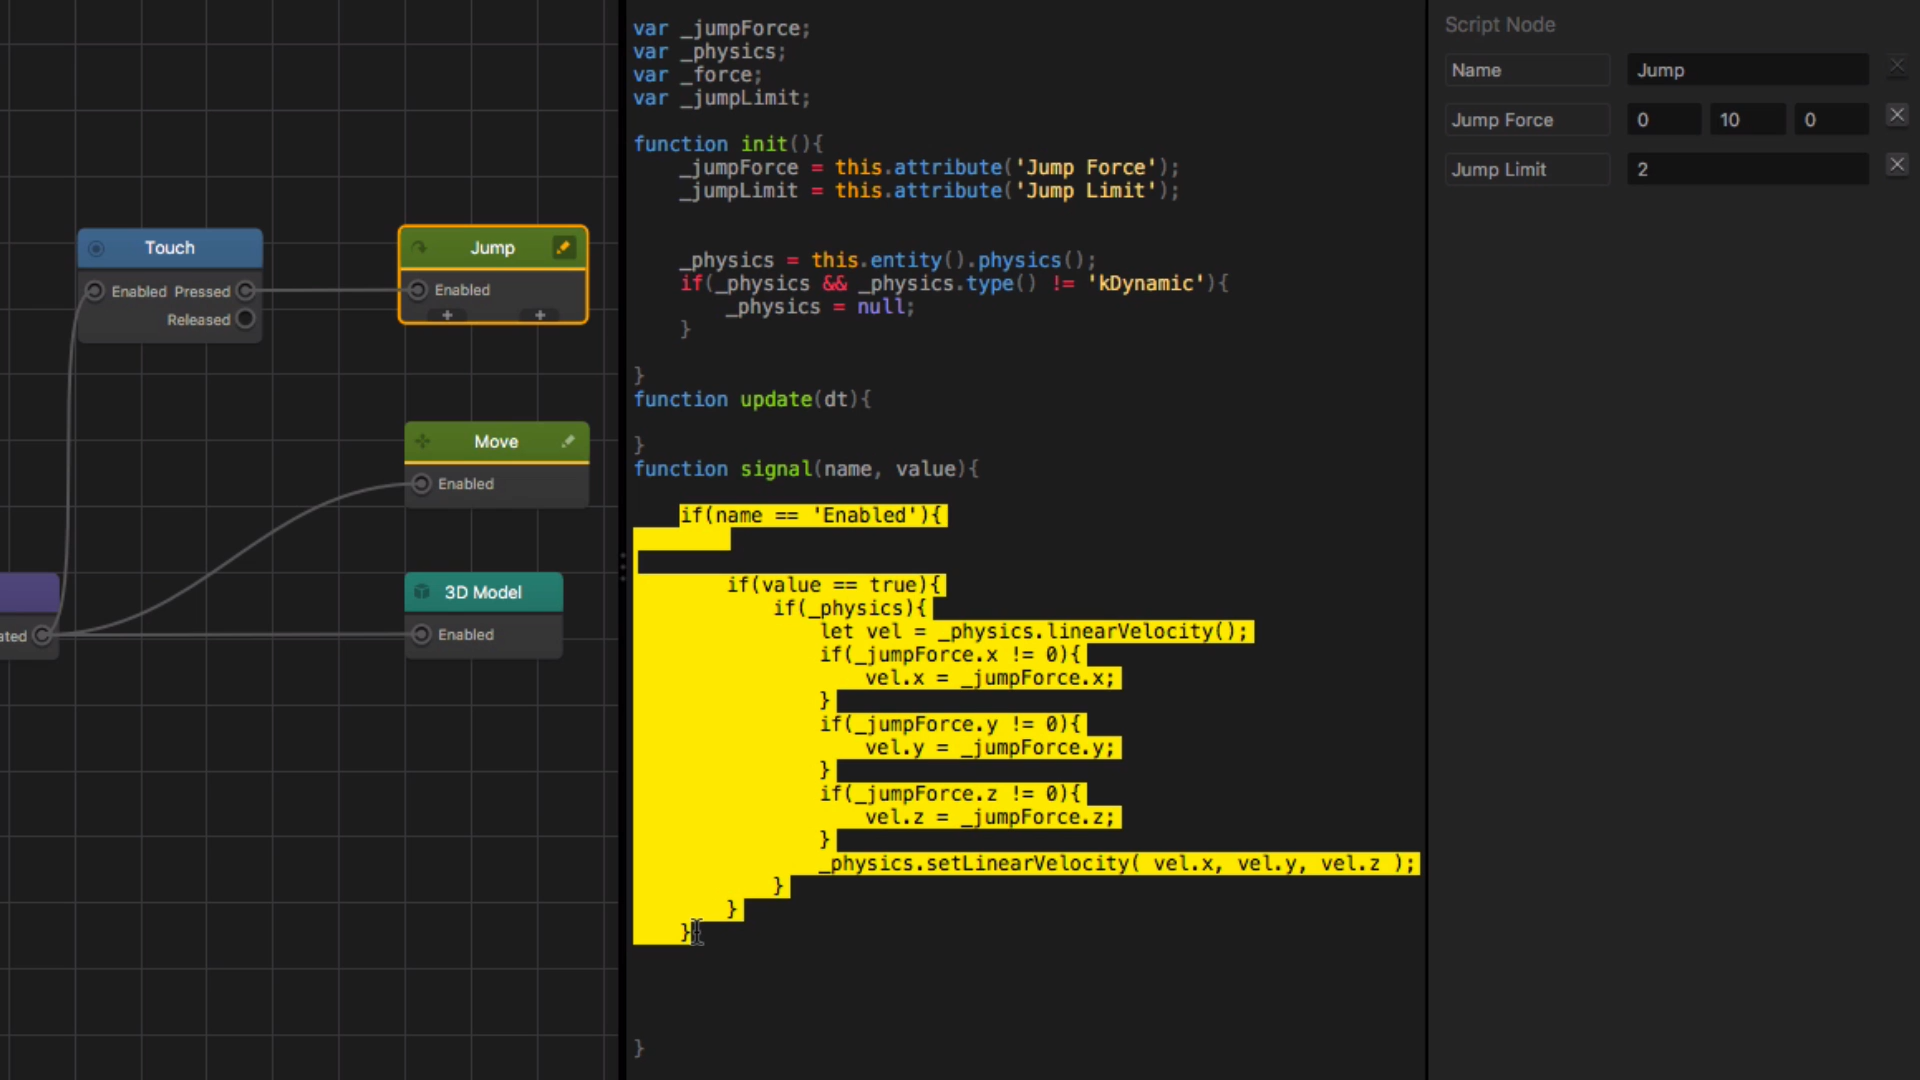 Touch
Enabled Pressed
Released
Jump
Enabled
Move
Enabled
3D Model
Enabled
ated
var _jumpForce;
var _physics;
var _force;
var _jumpLimit;
function init(){
_jumpForce = this.attribute('Jump Force');
_jumpLimit = this.attribute('Jump Limit');
_physics = this.entity().physics();
if(_physics && _physics.type() != 'kDynamic'){
_physics = null;
}
}
function update(dt){
}
function signal(name, value){
if(name == 'Enabled'){
if(value == true){
if(_physics){
let vel = _physics.linearVelocity();
if(_jumpForce.x != 0){
vel.x = _jumpForce.x;
}
if(_jumpForce.y != 0){
vel.y = _jumpForce.y;
}
if(_jumpForce.z != 0){
vel.z = _jumpForce.z;
}
_physics.setLinearVelocity( vel.x, vel.y, vel.z );
}
}
}
}
Script Node
Name Jump
Jump Force 0 10 0
Jump Limit 2